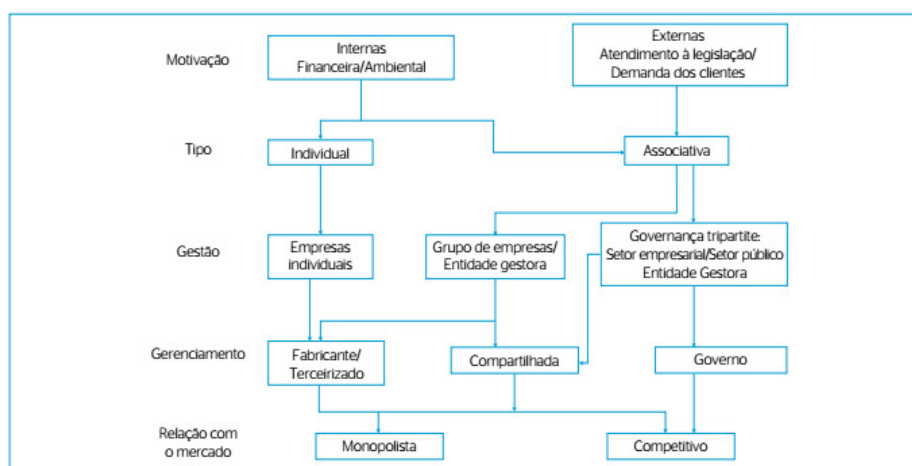 Motivação
Internas
Financeira/Ambiental
Externas
Atendimento à legislação/
Demanda dos clientes
Tipo
Individual
Associativa
Gestão
Empresas
individuais
Grupo de empresas/
Entidade gestora
Governança tripartite:
Setor empresarial/Setor público
Entidade Gestora
Gerenciamento
Fabricante/
Terceirizado
Compartilhada
Governo
Relação com
o mercado
Monopolista
Competitivo